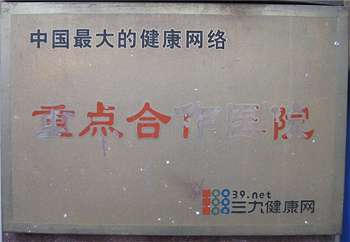 中国最大的健康网络
重点合作医院
39.net
三九健康网